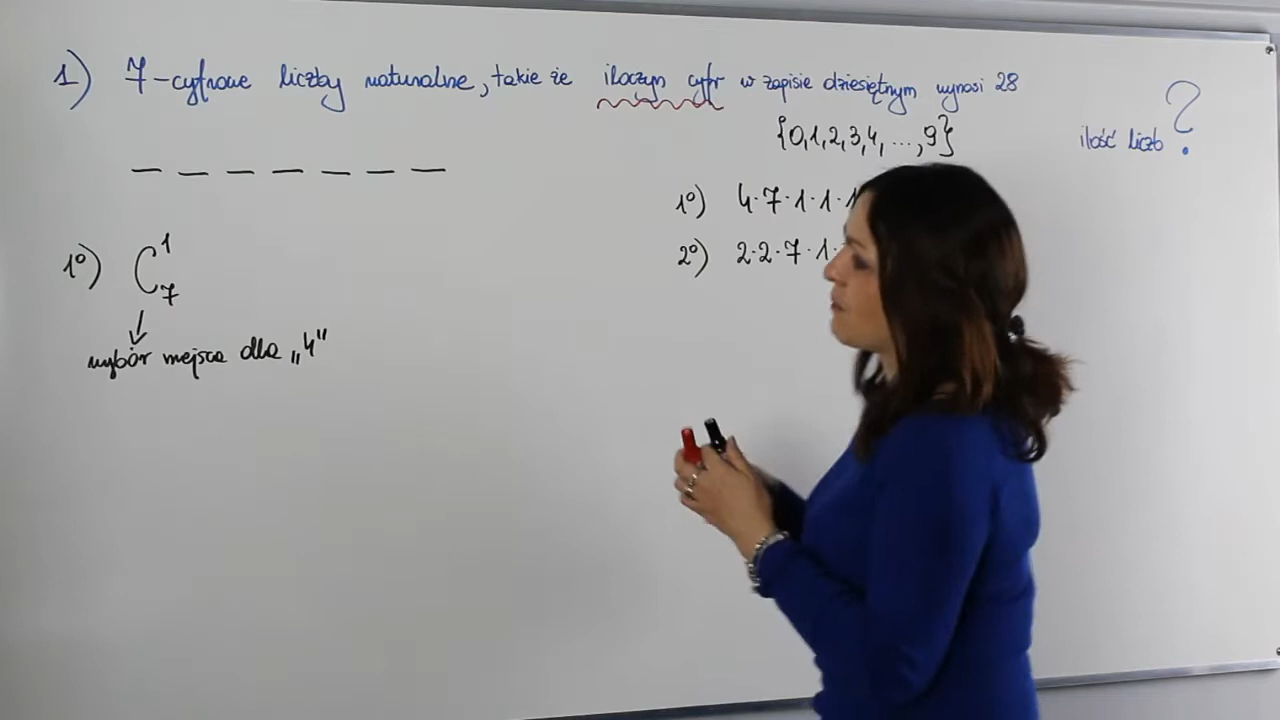 1) 7-cyfrowe liczby naturalne, takie że iloczyn cyfr w zapisie dziesiętnym wynosi 28
{0,1,2,3,4,...,9}
ilość liczb ?
_ _ _ _ _ _ _
1°) 4·7·1·1·1
2°) 2·2·7·1·
1°) C₇¹
wybór miejsca dla „4"